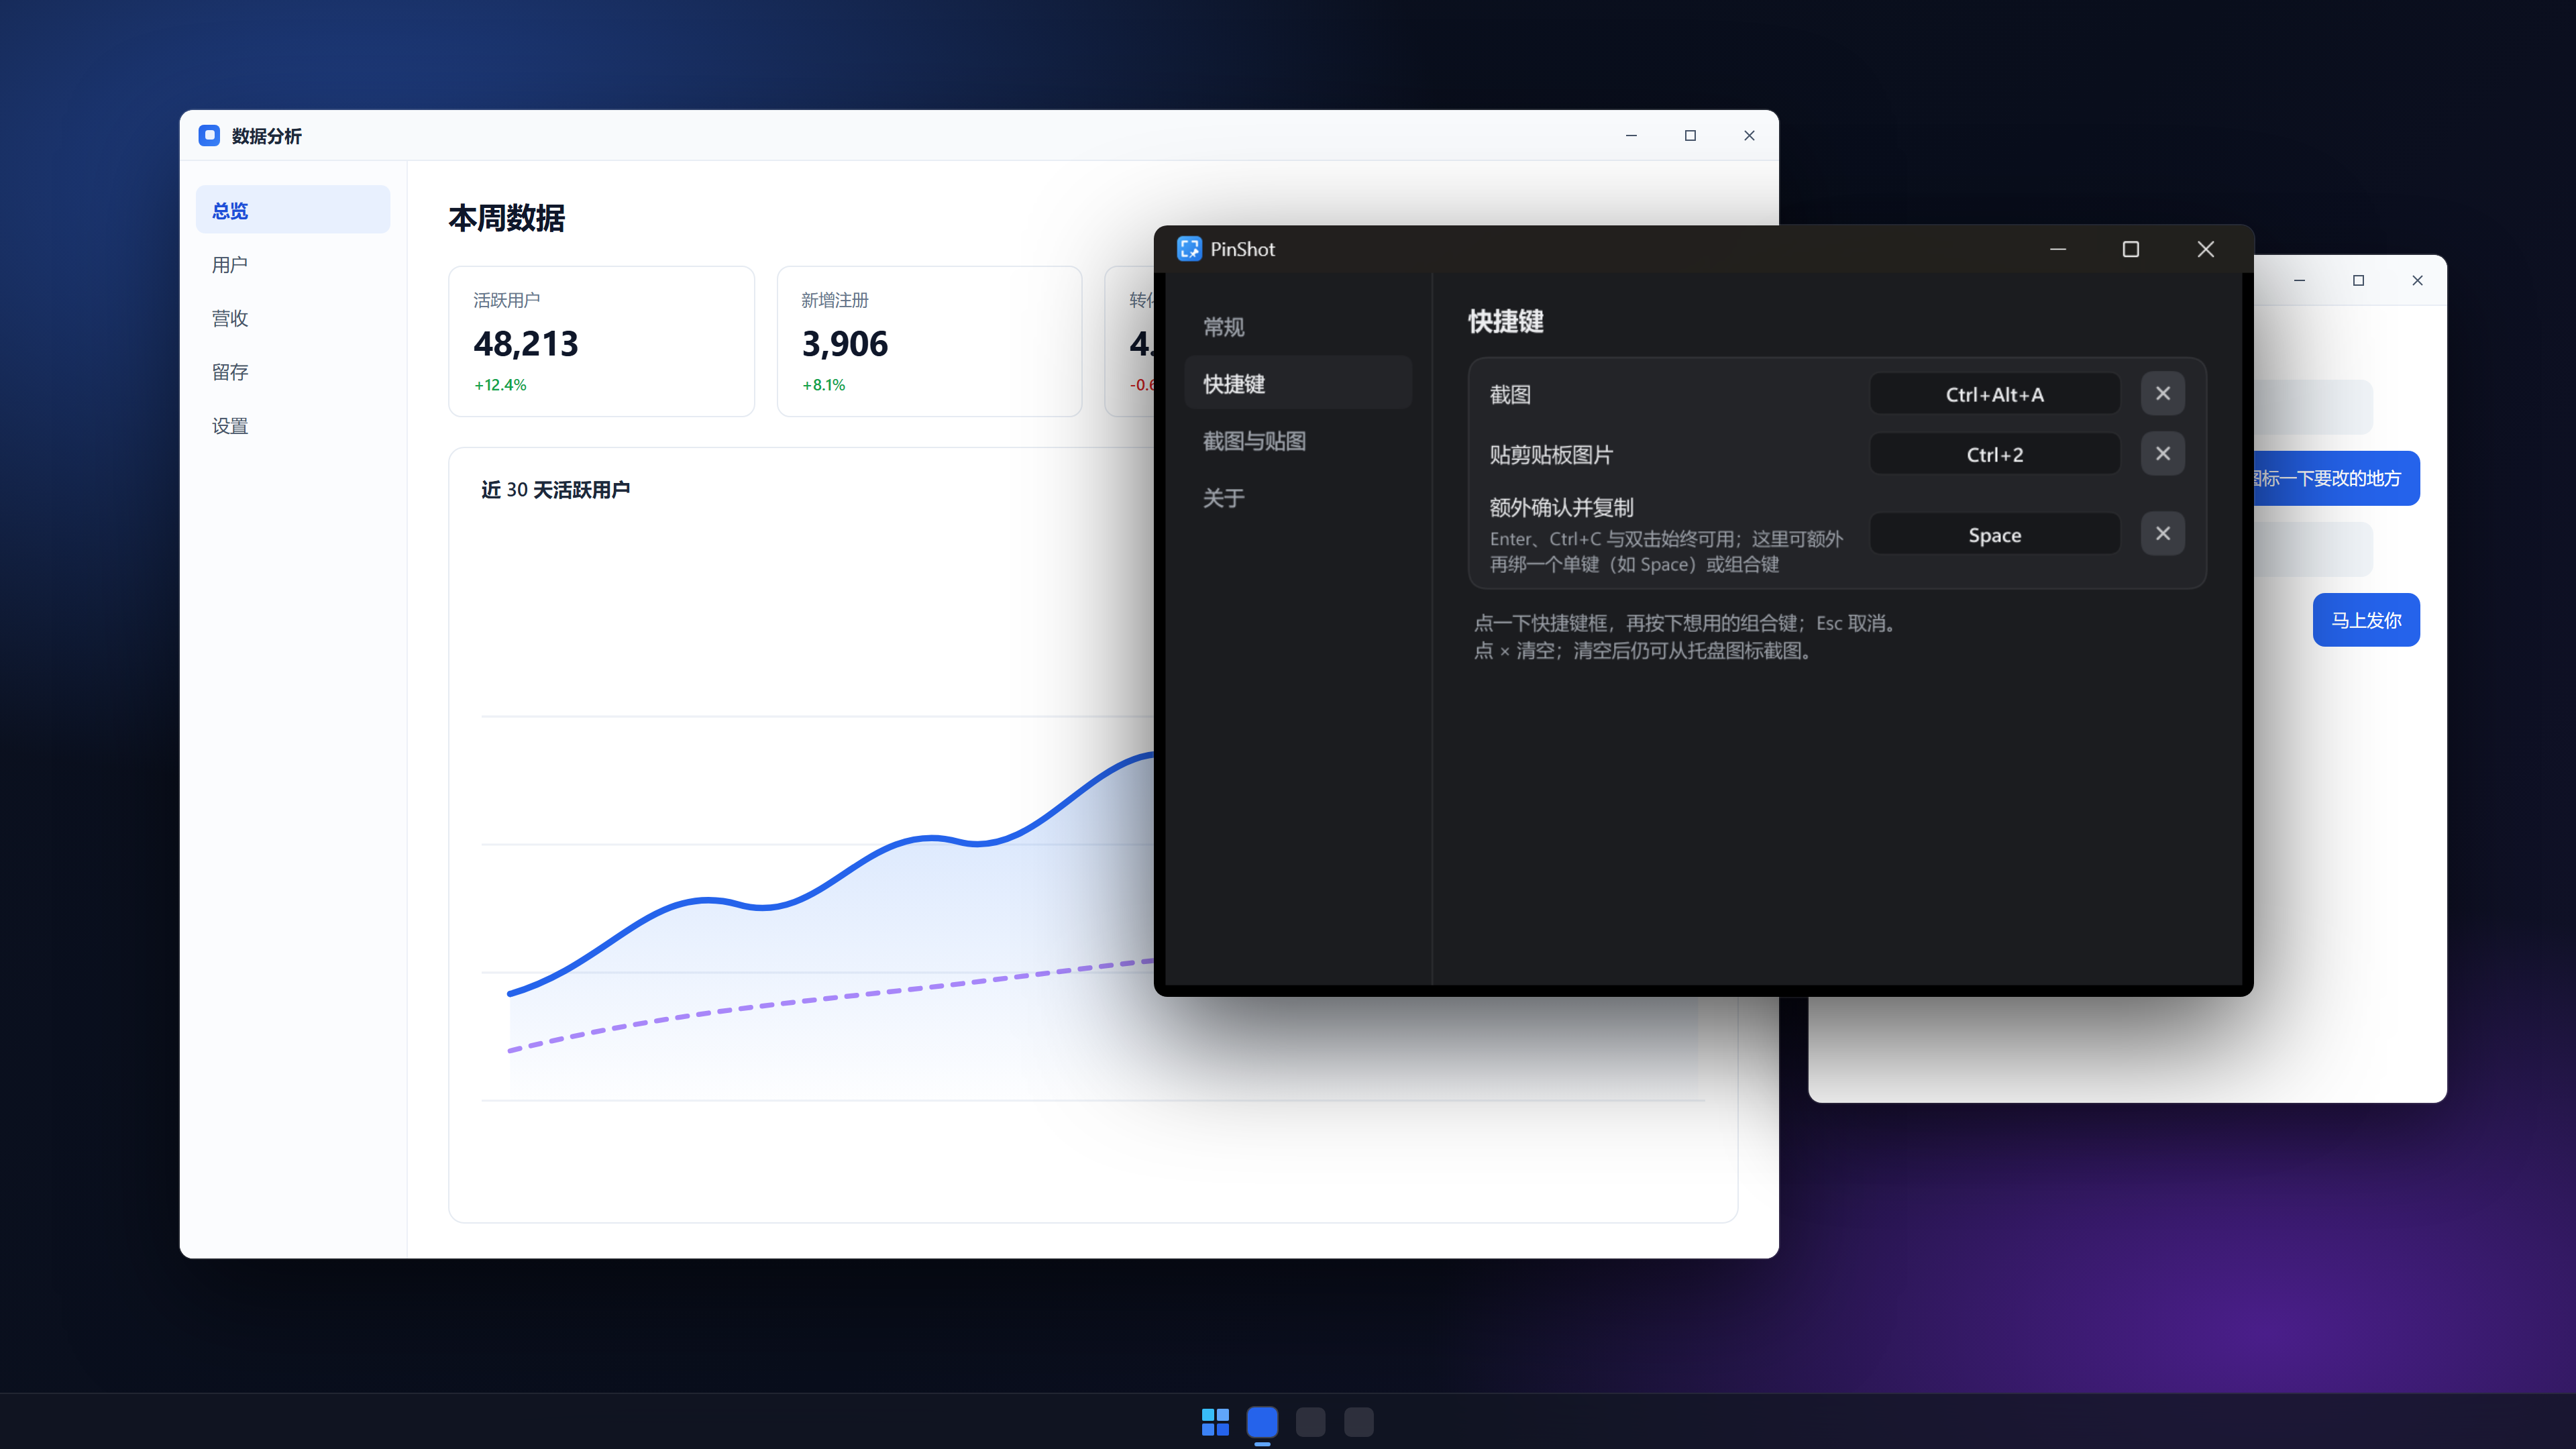 数据分析
总览
用户
营收
留存
设置
本周数据
活跃用户
48,213
+12.4%
新增注册
3,906
+8.1%
近 30 天活跃用户
PinShot
常规
快捷键
截图与贴图
关于
快捷键
截图
Ctrl+Alt+A
贴剪贴板图片
Ctrl+2
额外确认并复制
Enter、Ctrl+C 与双击始终可用；这里可额外
再绑一个单键（如 Space）或组合键
Space
点一下快捷键框，再按下想用的组合键；Esc 取消。
点 × 清空；清空后仍可从托盘图标截图。
标一下要改的地方
马上发你